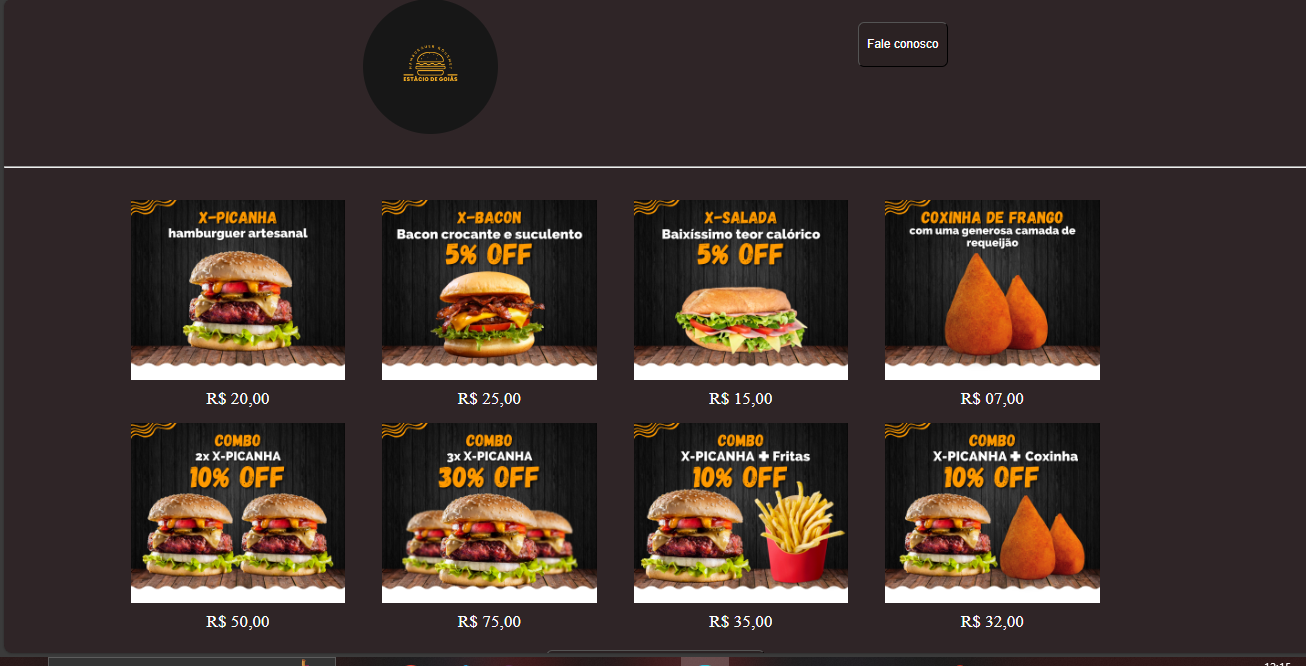 HAMBURGUER GOURMET
ESTÁCIO DE GOIÁS
Fale conosco
X-PICANHA
hamburguer artesanal
X-BACON
Bacon crocante e suculento
5% OFF
X-SALADA
Baixíssimo teor calórico
5% OFF
COXINHA DE FRANGO
com uma generosa camada de
requeijão
R$ 20,00
R$ 25,00
R$ 15,00
R$ 07,00
COMBO
2x X-PICANHA
10% OFF
COMBO
3x X-PICANHA
30% OFF
COMBO
X-PICANHA + Fritas
10% OFF
COMBO
X-PICANHA + Coxinha
10% OFF
R$ 50,00
R$ 75,00
R$ 35,00
R$ 32,00